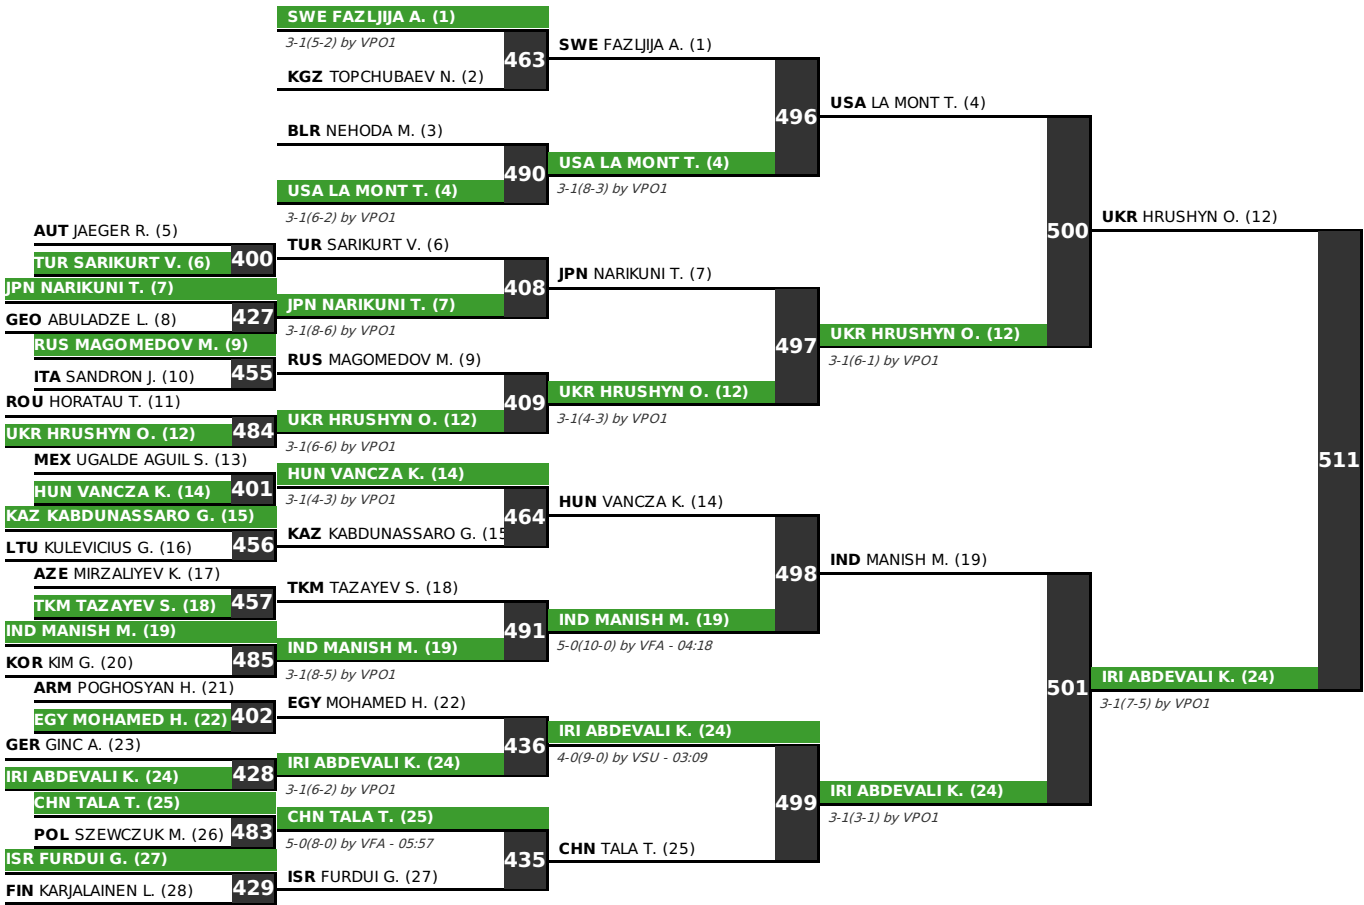 SWE FAZLJIJA A. (1)
3-1(5-2) by VPO1
463
KGZ TOPCHUBAEV N. (2)
BLR NEHODA M. (3)
490
USA LA MONT T. (4)
3-1(6-2) by VPO1
AUT JAEGER R. (5)
400
TUR SARIKURT V. (6)
JPN NARIKUNI T. (7)
427
GEO ABULADZE L. (8)
RUS MAGOMEDOV M. (9)
455
ITA SANDRON J. (10)
ROU HORATAU T. (11)
484
UKR HRUSHYN O. (12)
MEX UGALDE AGUIL S. (13)
401
HUN VANCZA K. (14)
KAZ KABDUNASSARO G. (15)
456
LTU KULEVICIUS G. (16)
AZE MIRZALIYEV K. (17)
457
TKM TAZAYEV S. (18)
IND MANISH M. (19)
485
KOR KIM G. (20)
ARM POGHOSYAN H. (21)
402
EGY MOHAMED H. (22)
GER GINC A. (23)
428
IRI ABDEVALI K. (24)
CHN TALA T. (25)
483
POL SZEWCZUK M. (26)
ISR FURDUI G. (27)
429
FIN KARJALAINEN L. (28)
TUR SARIKURT V. (6)
408
JPN NARIKUNI T. (7)
3-1(8-6) by VPO1
RUS MAGOMEDOV M. (9)
409
UKR HRUSHYN O. (12)
3-1(6-6) by VPO1
HUN VANCZA K. (14)
3-1(4-3) by VPO1
464
KAZ KABDUNASSARO G. (15
TKM TAZAYEV S. (18)
491
IND MANISH M. (19)
3-1(8-5) by VPO1
EGY MOHAMED H. (22)
436
IRI ABDEVALI K. (24)
3-1(6-2) by VPO1
CHN TALA T. (25)
5-0(8-0) by VFA - 05:57
435
ISR FURDUI G. (27)
SWE FAZLJIJA A. (1)
496
USA LA MONT T. (4)
3-1(8-3) by VPO1
JPN NARIKUNI T. (7)
497
UKR HRUSHYN O. (12)
3-1(4-3) by VPO1
HUN VANCZA K. (14)
498
IND MANISH M. (19)
5-0(10-0) by VFA - 04:18
IRI ABDEVALI K. (24)
4-0(9-0) by VSU - 03:09
499
CHN TALA T. (25)
USA LA MONT T. (4)
500
UKR HRUSHYN O. (12)
3-1(6-1) by VPO1
IND MANISH M. (19)
501
IRI ABDEVALI K. (24)
3-1(3-1) by VPO1
UKR HRUSHYN O. (12)
511
IRI ABDEVALI K. (24)
3-1(7-5) by VPO1